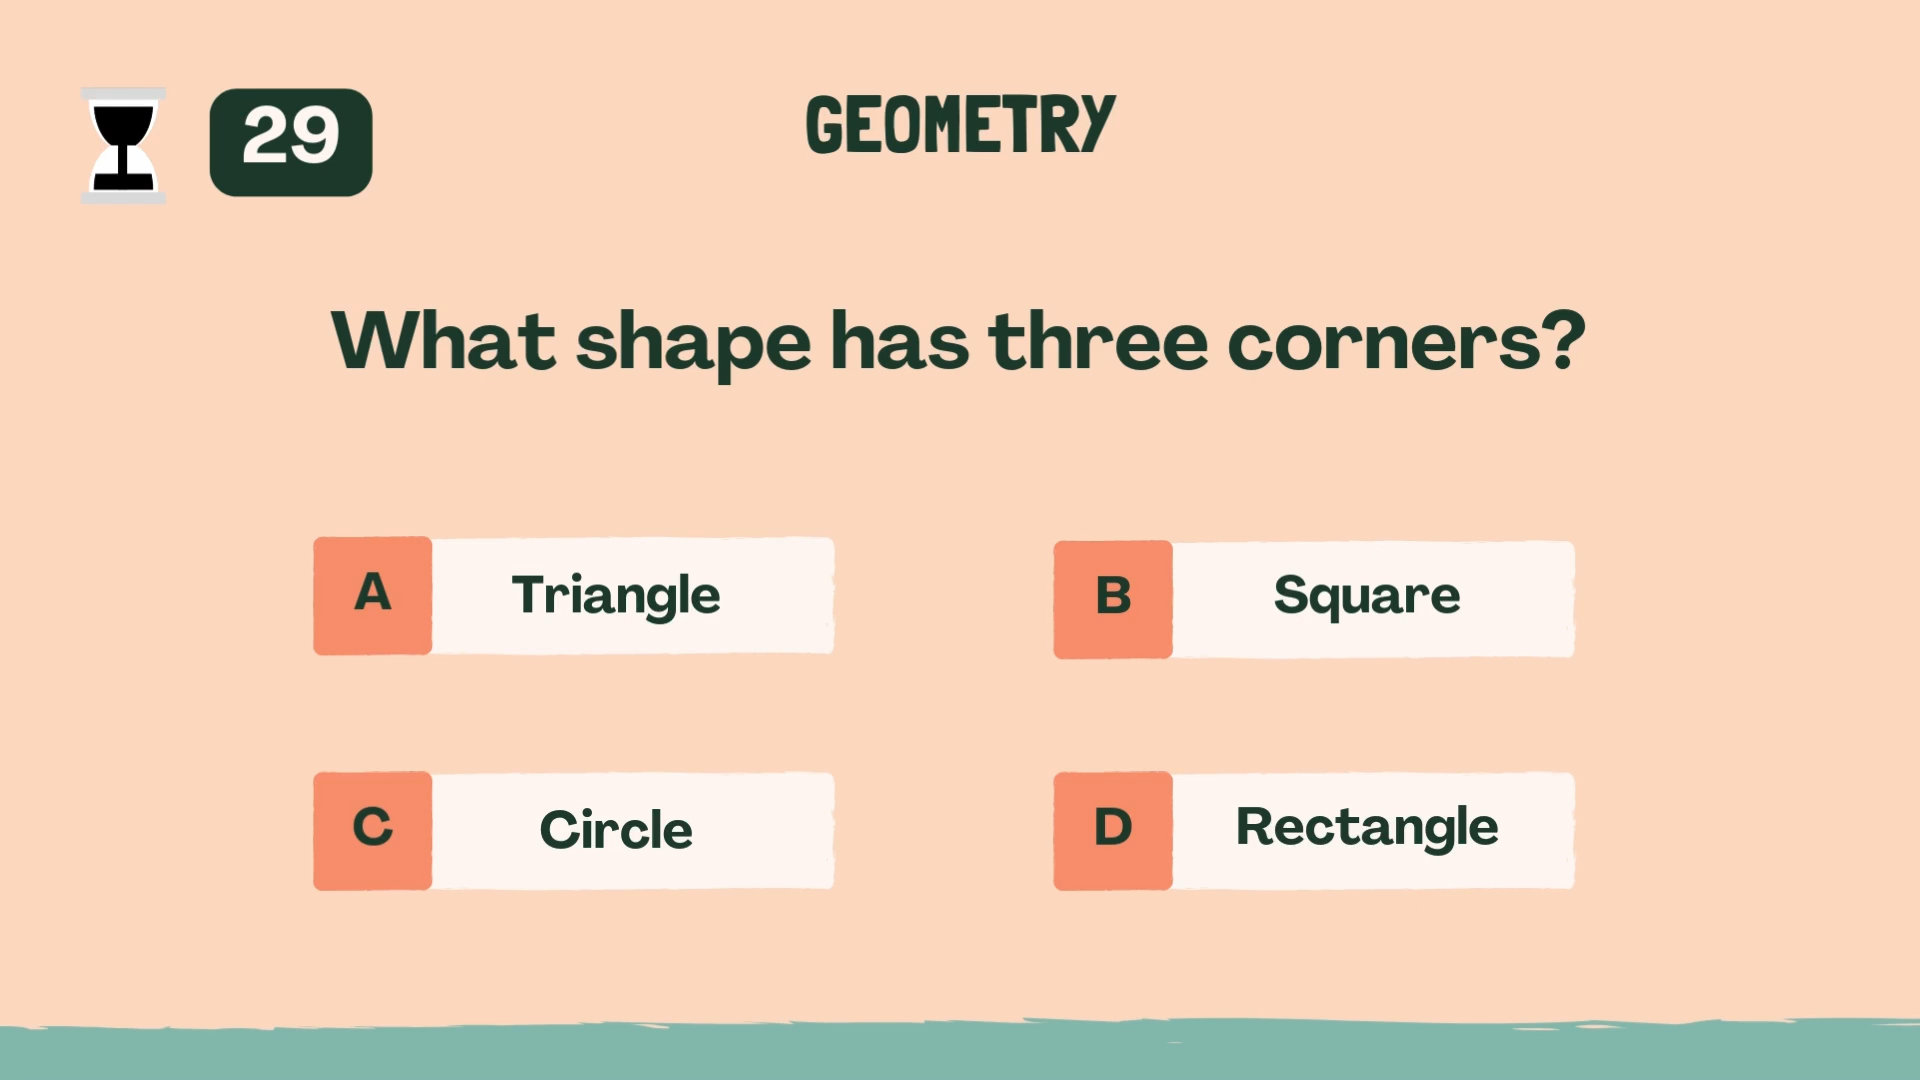 29
GEOMETRY
What shape has three corners?
A Triangle
B Square
C Circle
D Rectangle